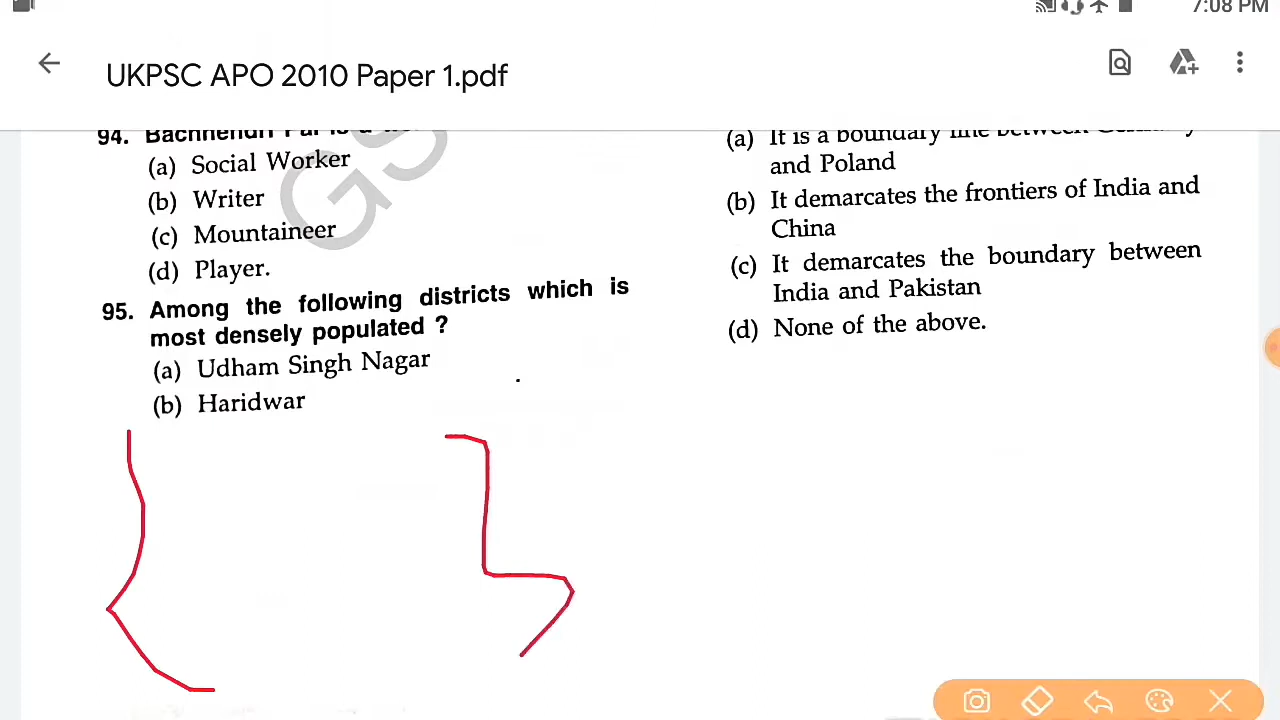 7:08 PM
UKPSC APO 2010 Paper 1.pdf
94. Bachhendri Pal is a
(a) Social Worker
(b) Writer
(c) Mountaineer
(d) Player.
95. Among the following districts which is
most densely populated ?
(a) Udham Singh Nagar
(b) Haridwar
(a) It is a boundary line between
and Poland
(b) It demarcates the frontiers of India and
China
(c) It demarcates the boundary between
India and Pakistan
(d) None of the above.
GS